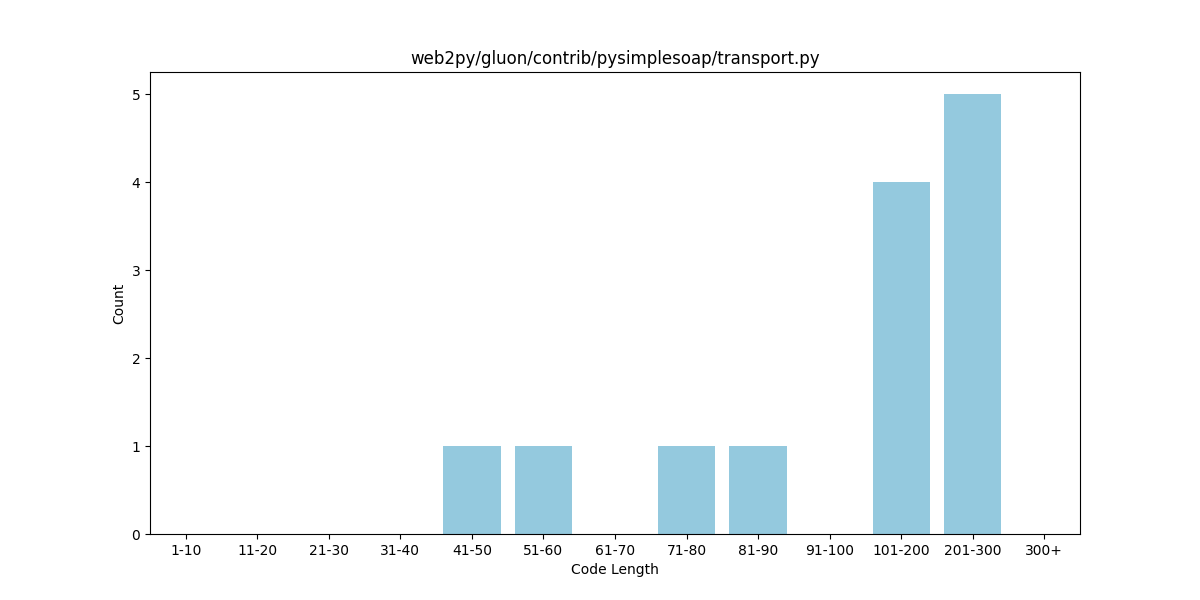 web2py/gluon/contrib/pysimplesoap/transport.py
5
4
3
2
1
0
Count
1-10 11-20 21-30 31-40 41-50 51-60 61-70 71-80 81-90 91-100 101-200 201-300 300+
Code Length